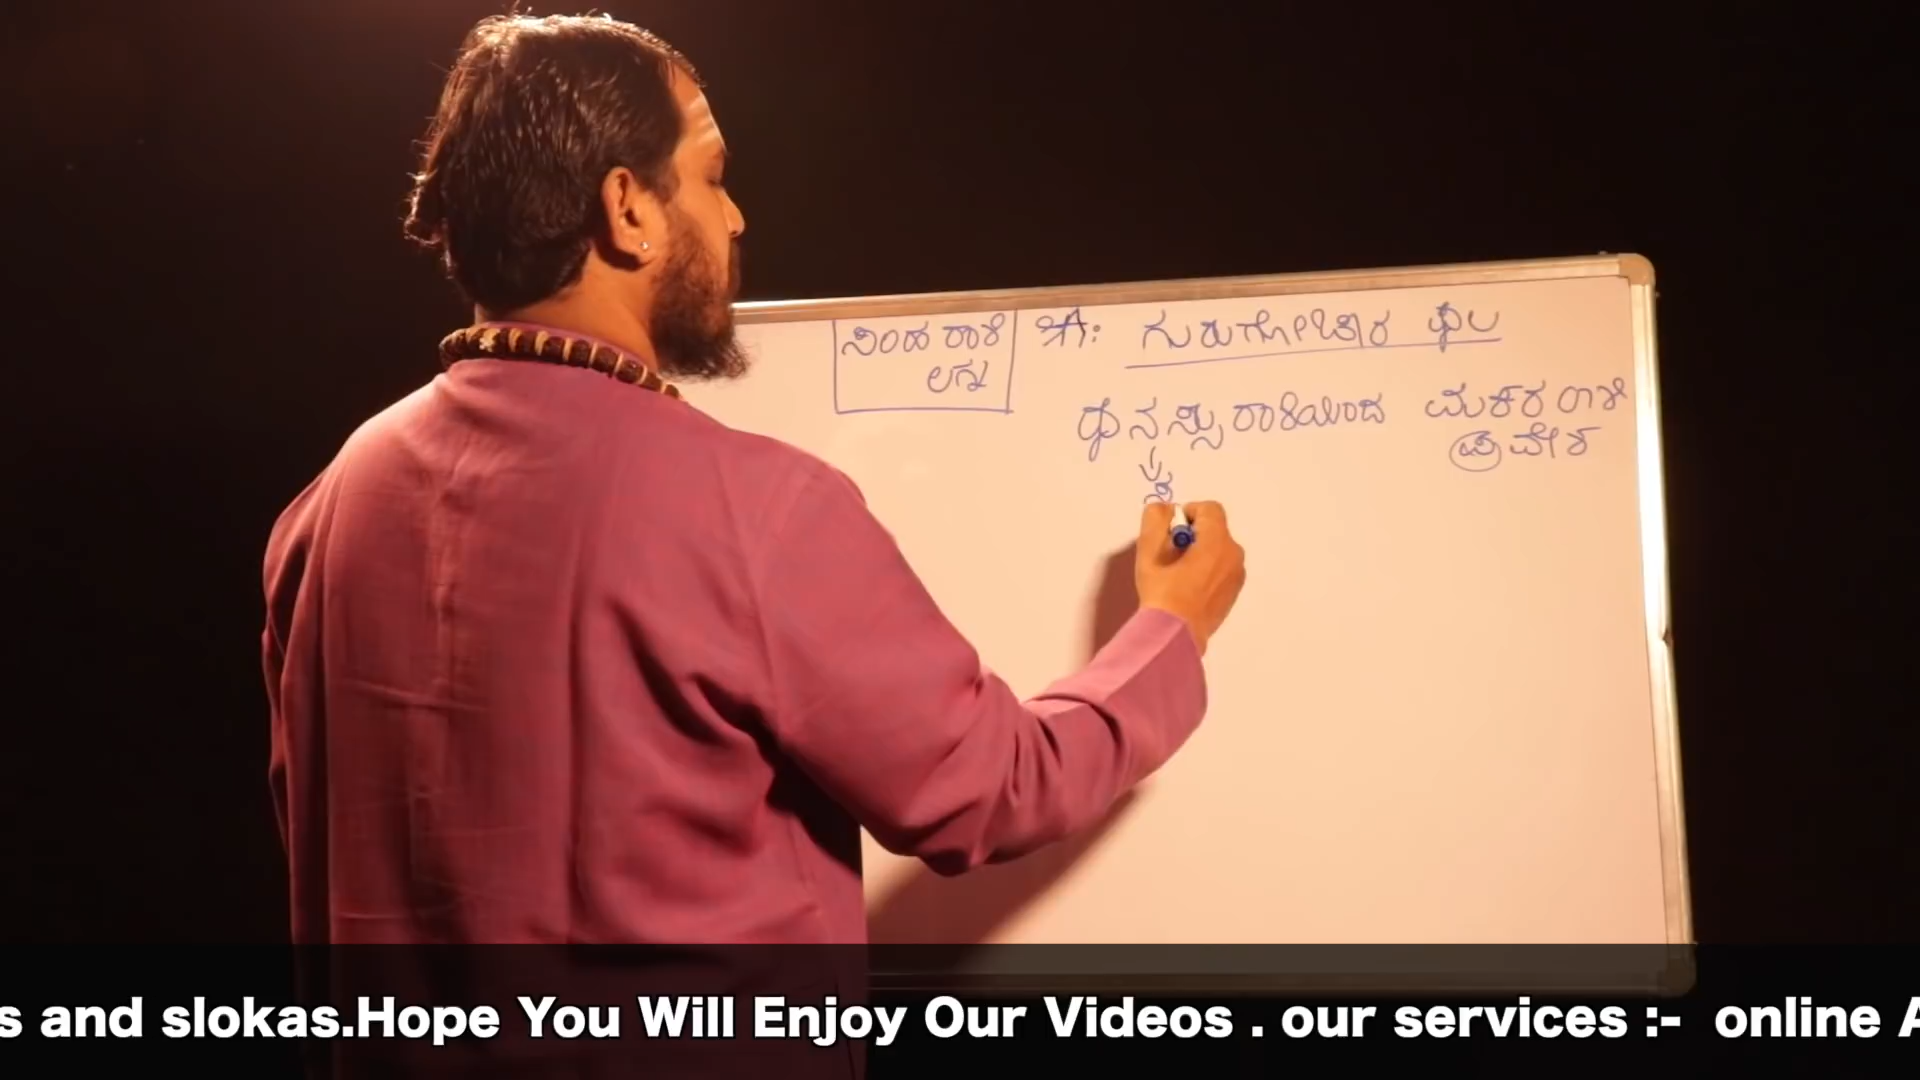 ಸಿಂಹ ರಾಶಿ
ಲಗ್ನ
ಶ್ರೀಃ ಗುರುಗೋಚಾರ ಫಲ
ಧನಸ್ಸು ರಾಶಿಯಿಂದ ಮಕರ ರಾಶಿ
ಪ್ರವೇಶ
s and slokas.Hope You Will Enjoy Our Videos . our services :- online A